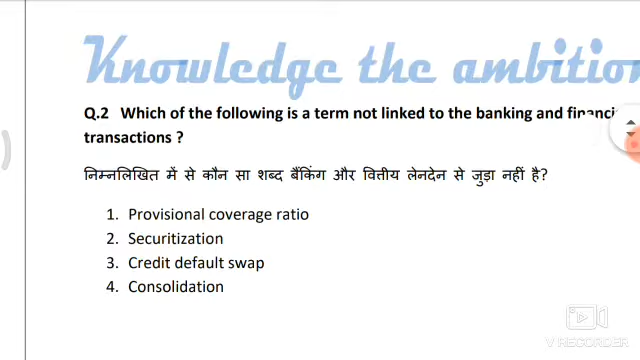 Knowledge the ambition
Q.2 Which of the following is a term not linked to the banking and financi
transactions ?
निम्नलिखित में से कौन सा शब्द बैंकिंग और वित्तीय लेनदेन से जुडा नहीं है?
1. Provisional coverage ratio
2. Securitization
3. Credit default swap
4. Consolidation
V RECORDER